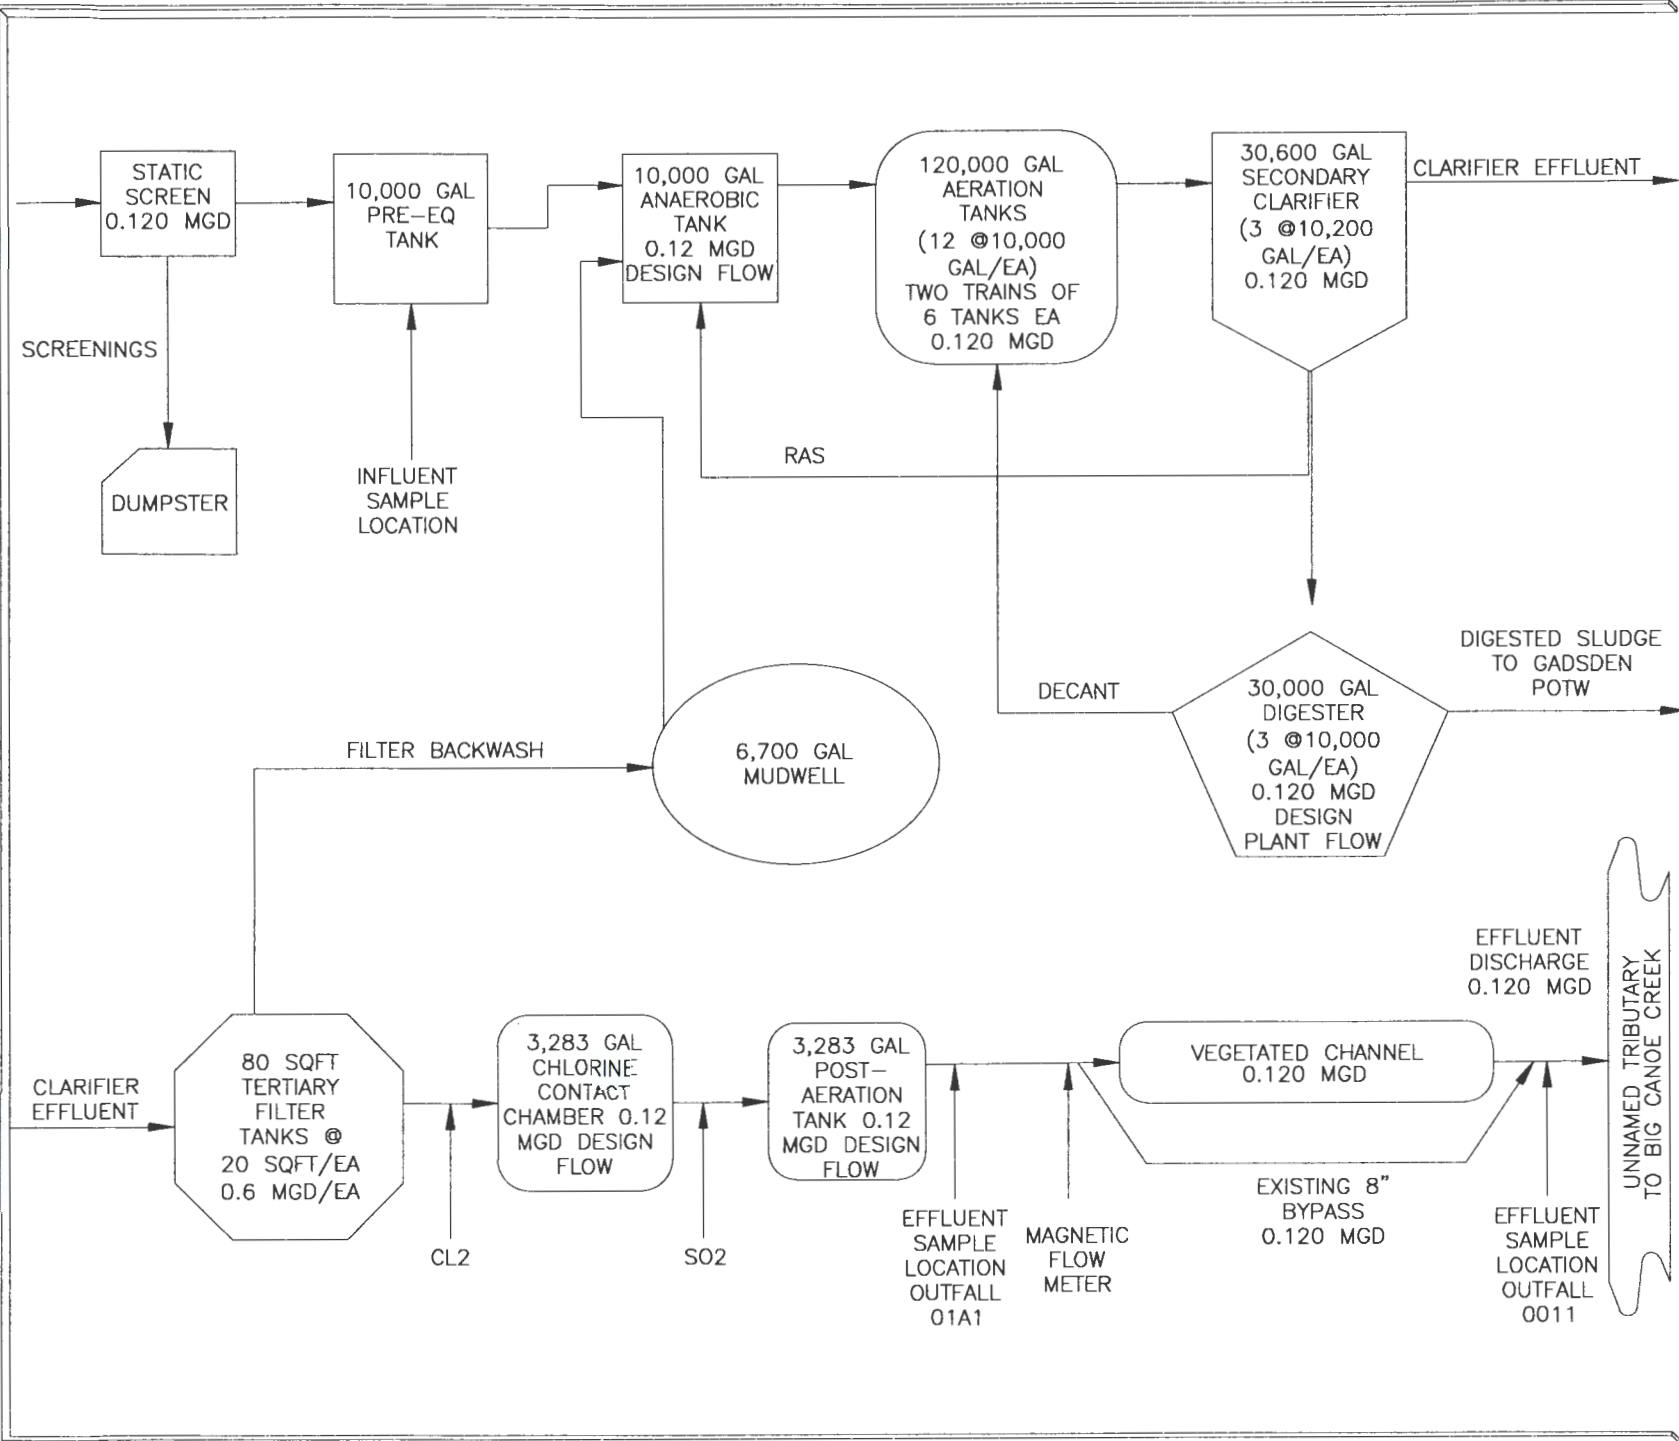 STATIC
SCREEN
0.120 MGD
10,000 GAL
PRE-EQ
TANK
10,000 GAL
ANAEROBIC
TANK
0.12 MGD
DESIGN FLOW
120,000 GAL
AERATION
TANKS
(12 @10,000
GAL/EA)
TWO TRAINS OF
6 TANKS EA
0.120 MGD
30,600 GAL
SECONDARY
CLARIFIER
(3 @10,200
GAL/EA)
0.120 MGD
CLARIFIER EFFLUENT
SCREENINGS
DUMPSTER
INFLUENT
SAMPLE
LOCATION
RAS
DECANT
30,000 GAL
DIGESTER
(3 @10,000
GAL/EA)
0.120 MGD
DESIGN
PLANT FLOW
DIGESTED SLUDGE
TO GADSDEN
POTW
FILTER BACKWASH
6,700 GAL
MUDWELL
CLARIFIER
EFFLUENT
80 SQFT
TERTIARY
FILTER
TANKS @
20 SQFT/EA
0.6 MGD/EA
CL2
3,283 GAL
CHLORINE
CONTACT
CHAMBER 0.12
MGD DESIGN
FLOW
SO2
3,283 GAL
POST-
AERATION
TANK 0.12
MGD DESIGN
FLOW
EFFLUENT
SAMPLE
LOCATION
OUTFALL
01A1
MAGNETIC
FLOW
METER
VEGETATED CHANNEL
0.120 MGD
EXISTING 8"
BYPASS
0.120 MGD
EFFLUENT
DISCHARGE
0.120 MGD
EFFLUENT
SAMPLE
LOCATION
OUTFALL
0011
UNNAMED TRIBUTARY
TO BIG CANOE CREEK